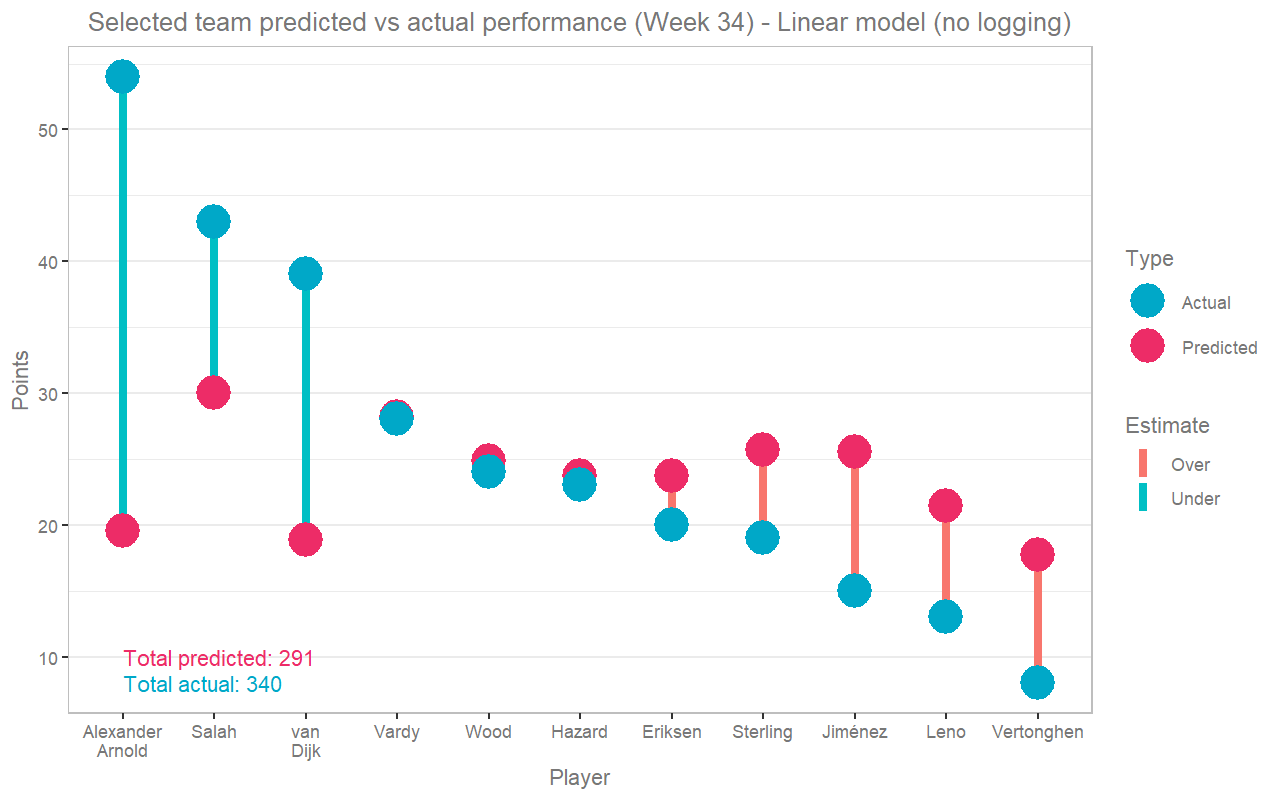 Selected team predicted vs actual performance (Week 34) - Linear model (no logging)
Points
50
40
30
20
10
Total predicted: 291
Total actual: 340
Alexander
Arnold
Salah
van
Dijk
Vardy
Wood
Hazard
Eriksen
Sterling
Jiménez
Leno
Vertonghen
Player
Type
Actual
Predicted
Estimate
Over
Under